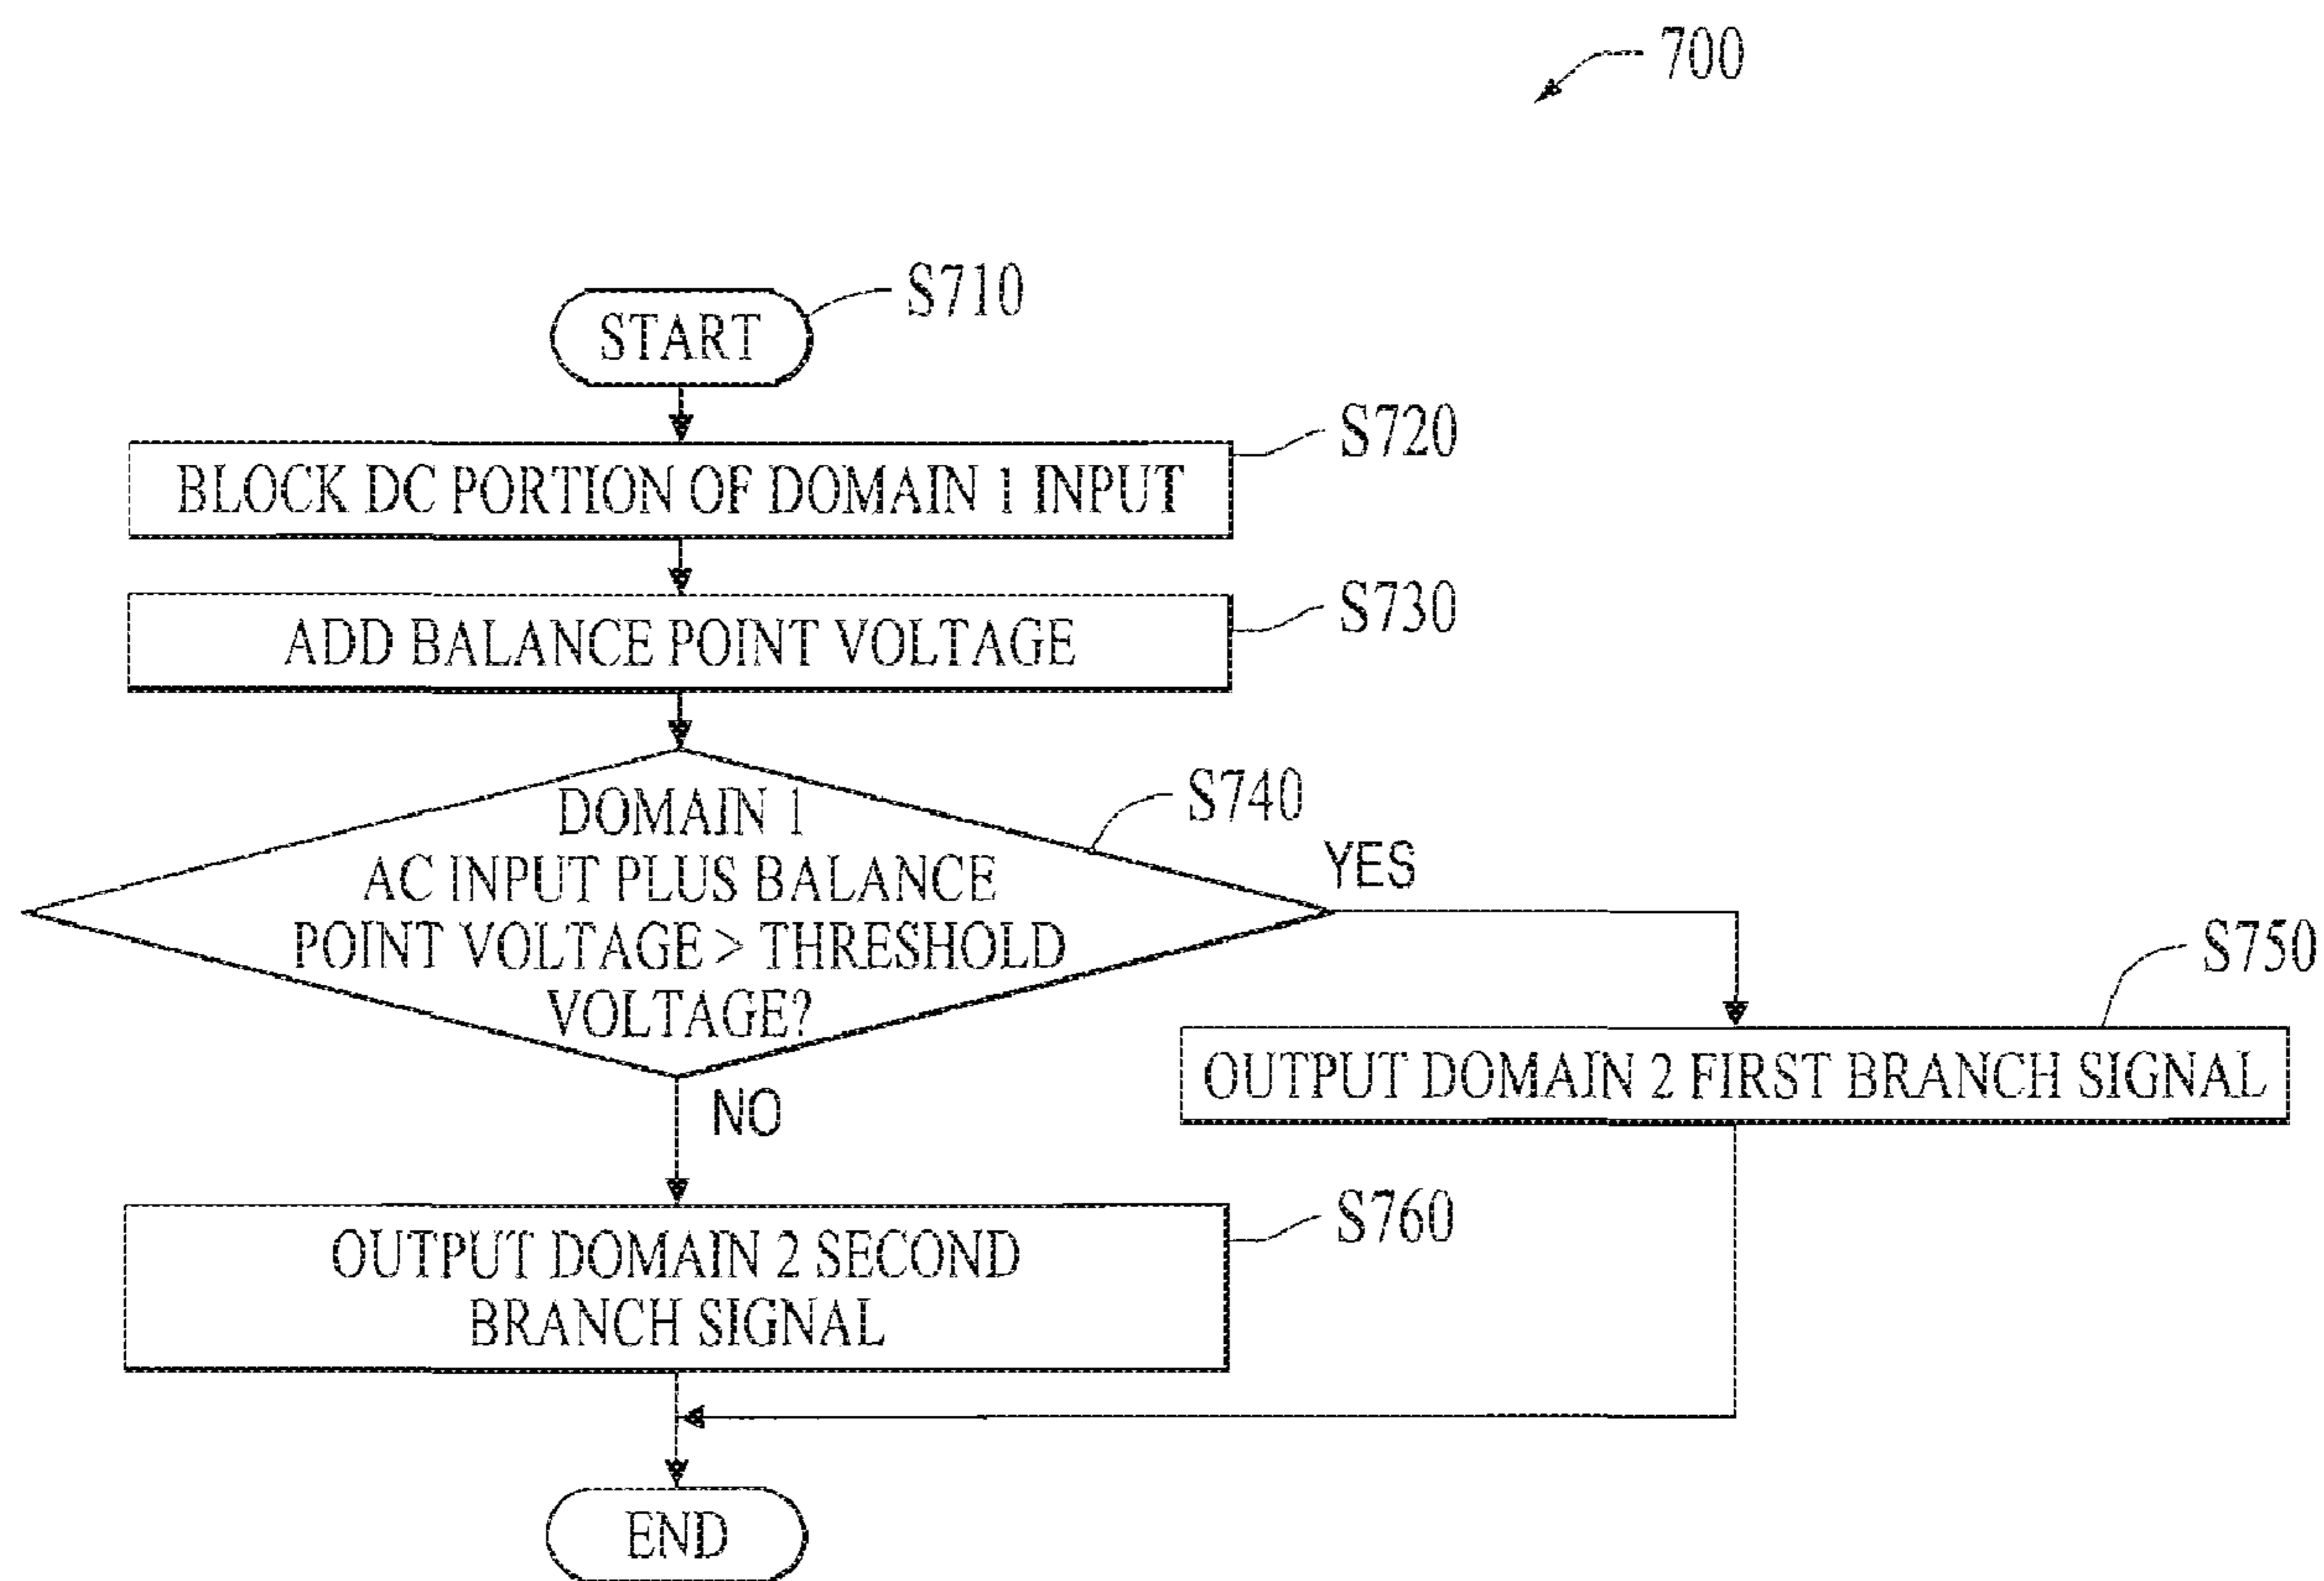 700
START
S710
BLOCK DC PORTION OF DOMAIN 1 INPUT
S720
ADD BALANCE POINT VOLTAGE
S730
DOMAIN 1
AC INPUT PLUS BALANCE
POINT VOLTAGE > THRESHOLD
VOLTAGE?
S740
YES
NO
OUTPUT DOMAIN 2 FIRST BRANCH SIGNAL
S750
OUTPUT DOMAIN 2 SECOND
BRANCH SIGNAL
S760
END